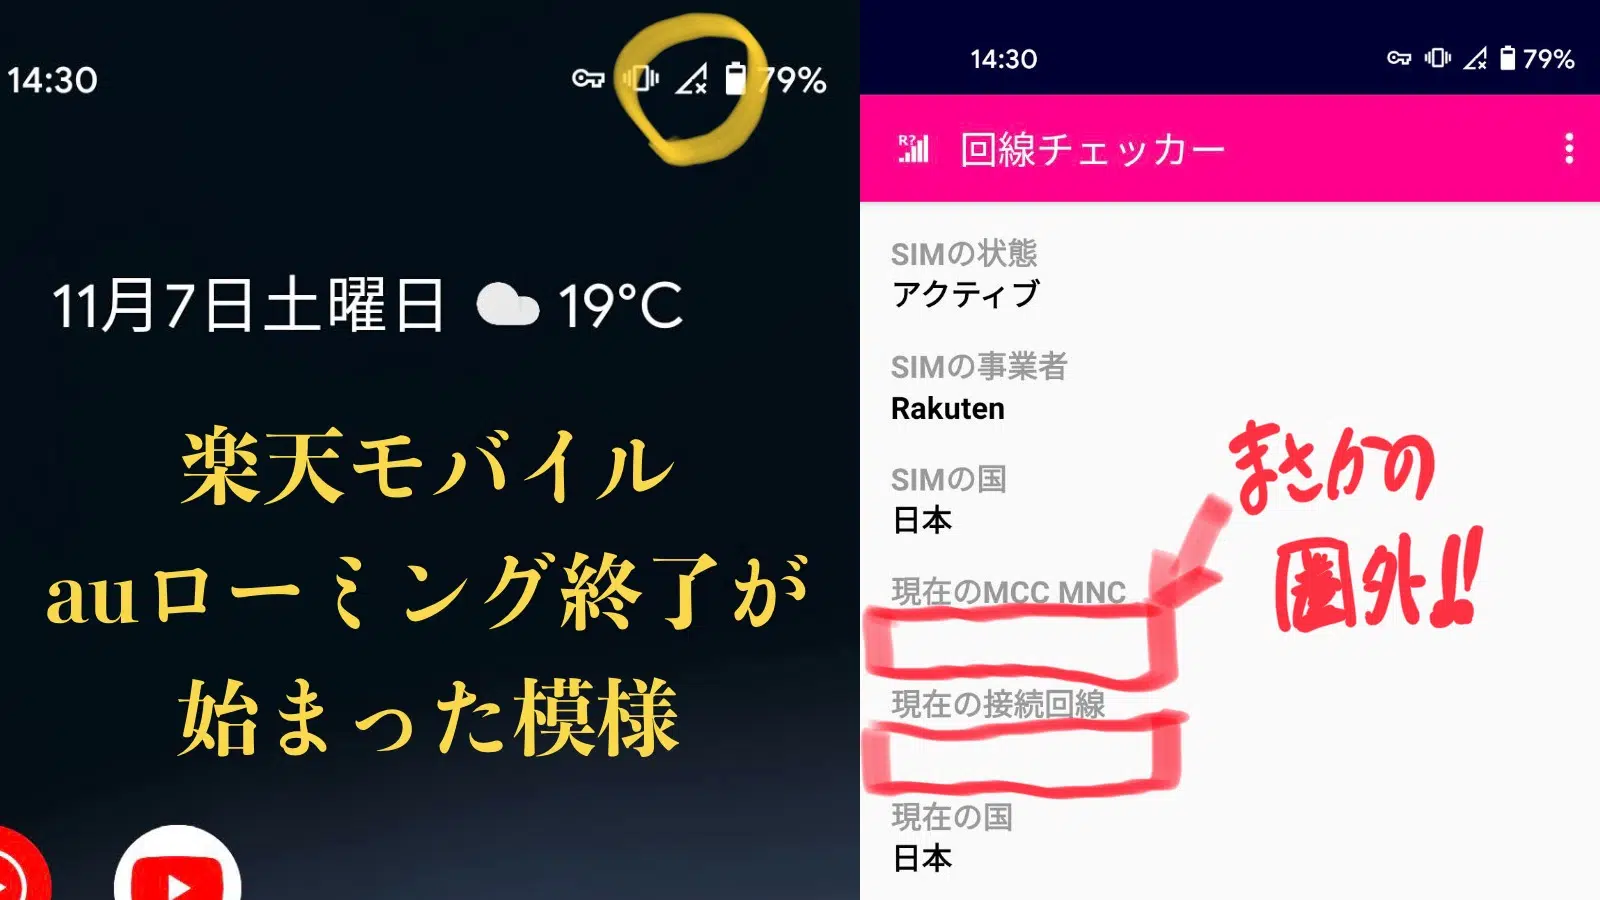 14:30
79%
11月7日土曜日 19°C
楽天モバイル
auローミング終了が
始まった模様
14:30
79%
R?
回線チェッカー
SIMの状態
アクティブ
SIMの事業者
Rakuten
SIMの国
日本
現在のMCC MNC
現在の接続回線
現在の国
日本
まさかの
圏外!!